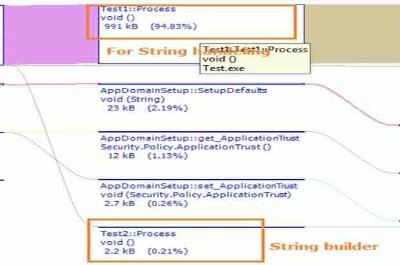 Test1::Process
void ()
991 kB (94.83%)
For String handling
Test1.Test1::Process
void ()
Test.exe
AppDomainSetup::SetupDefaults
void (String)
23 kB (2.19%)
AppDomainSetup::get_ApplicationTrust
Security.Policy.ApplicationTrust ()
12 kB (1.13%)
AppDomainSetup::set_ApplicationTrust
void (Security.Policy.ApplicationTrust)
2.7 kB (0.26%)
Test2::Process
void ()
2.2 kB (0.21%)
String builder